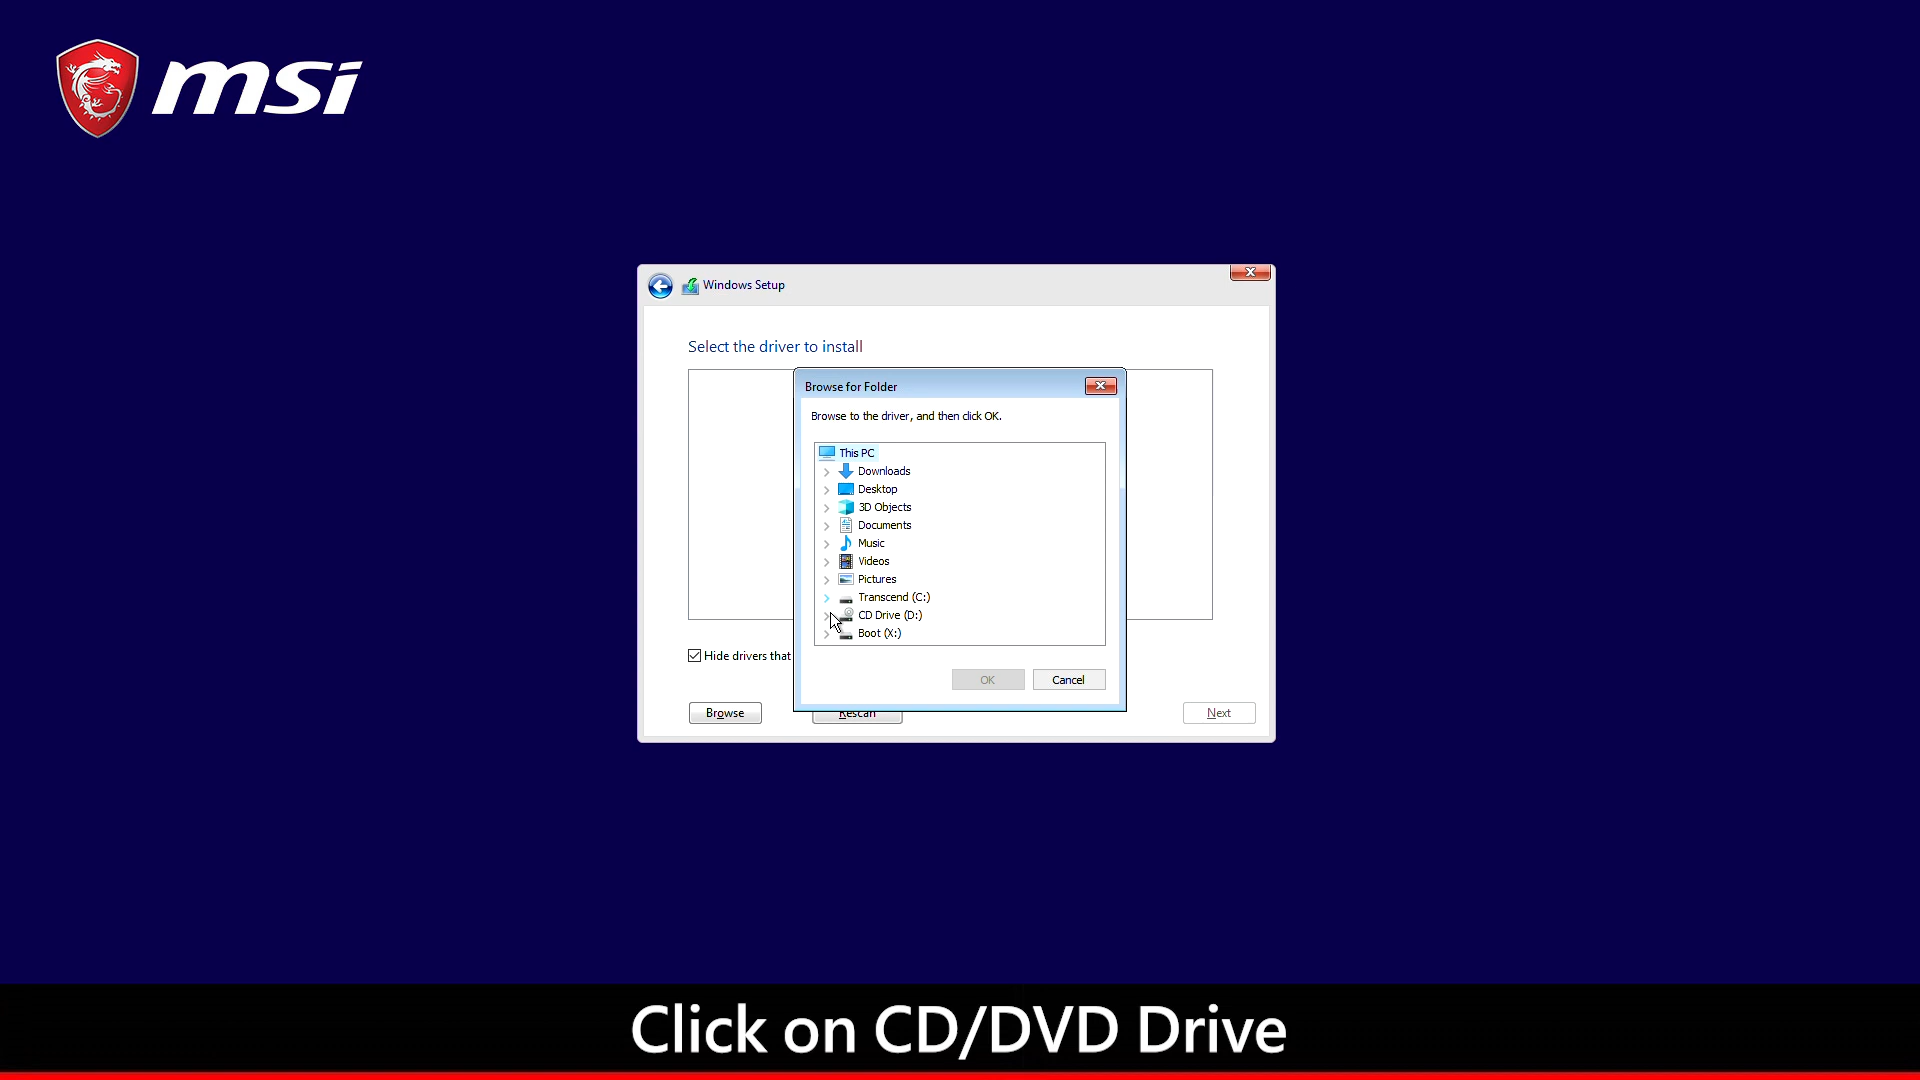 msi
Windows Setup
Select the driver to install
Browse for Folder
Browse to the driver, and then click OK.
This PC
Downloads
Desktop
3D Objects
Documents
Music
Videos
Pictures
Transcend (C:)
CD Drive (D:)
Boot (X:)
Hide drivers that
OK
Cancel
Browse
Rescan
Next
Click on CD/DVD Drive